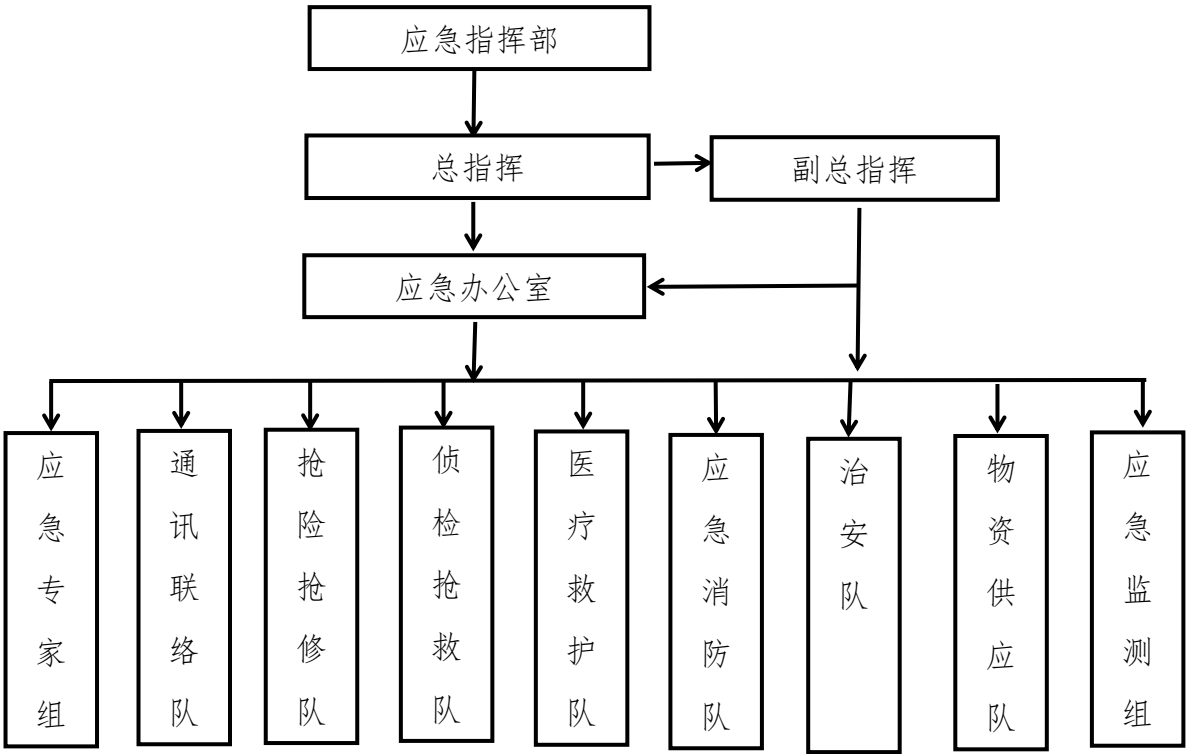 应急指挥部
总指挥
副总指挥
应急办公室
应急专家组
通讯联络队
抢险抢修队
侦检抢救队
医疗救护队
应急消防队
治安队
物资供应队
应急监测组